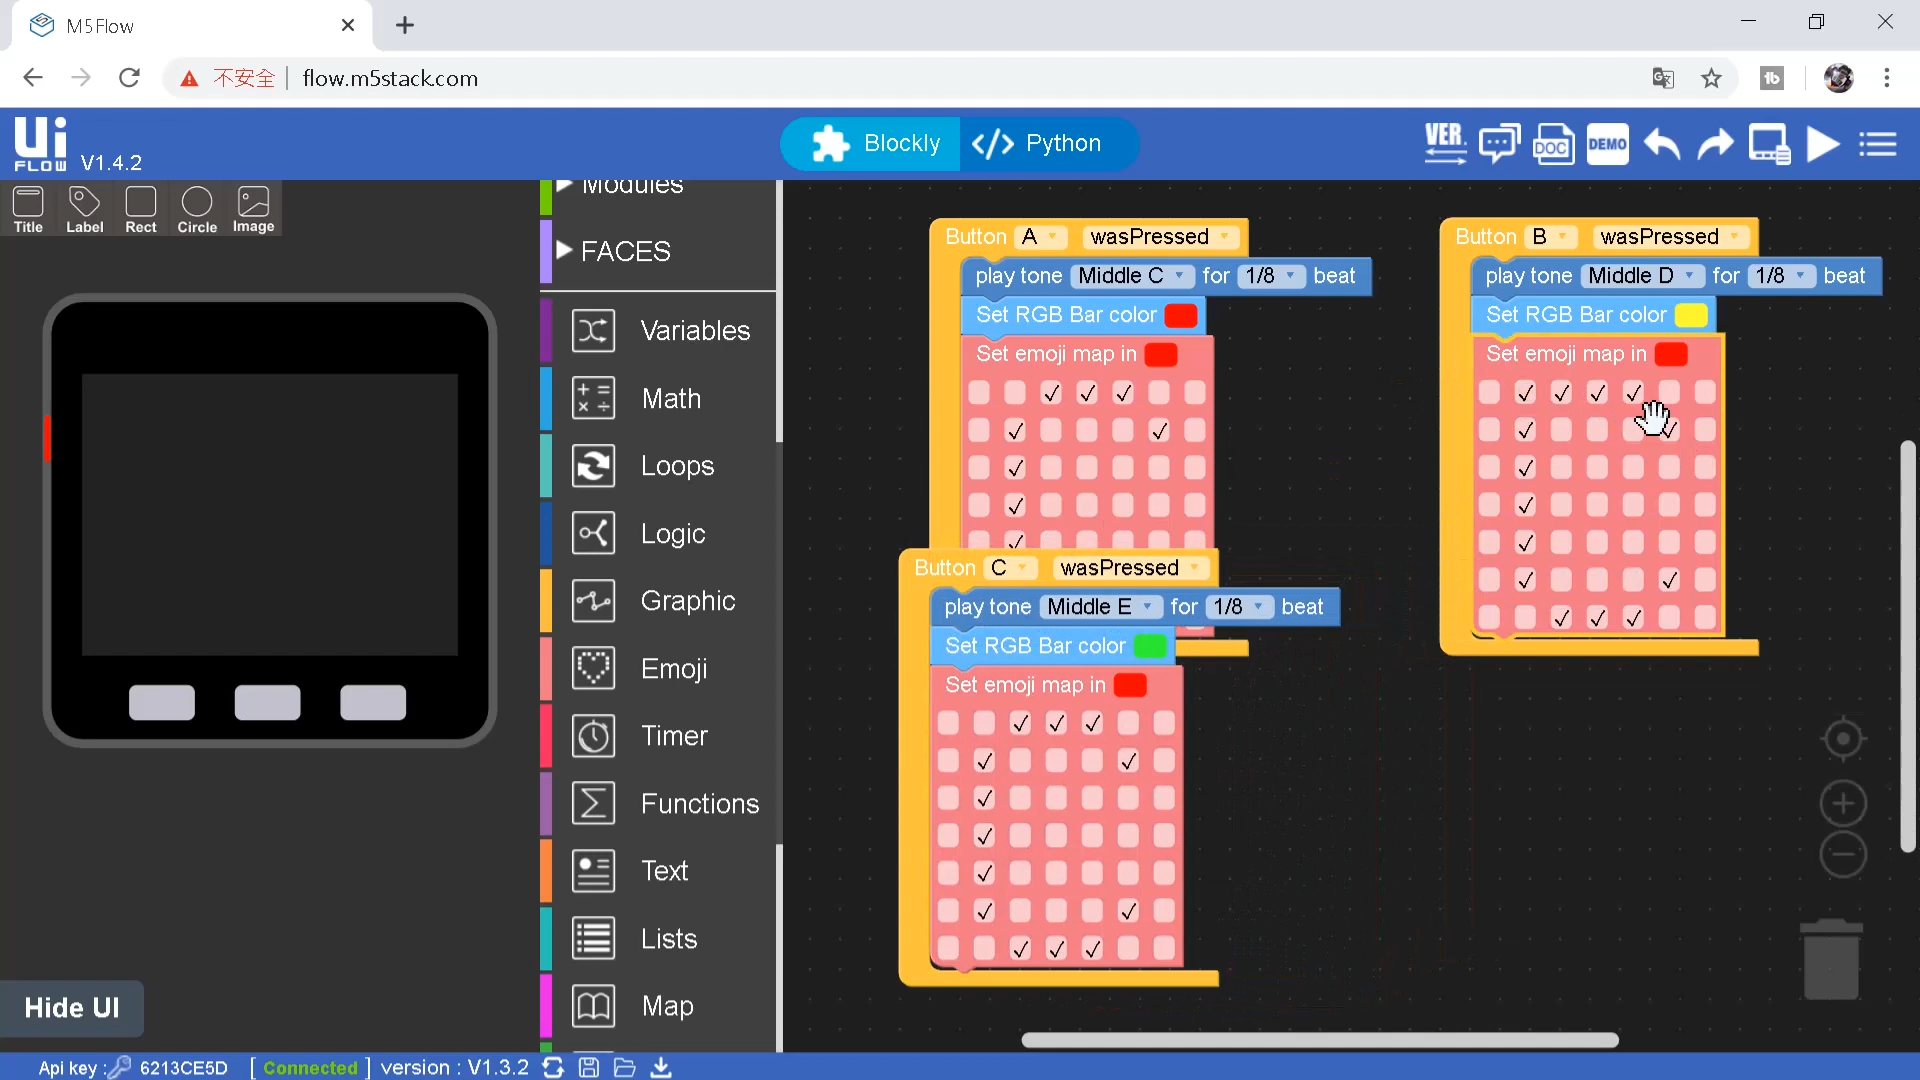 M5Flow
不安全 flow.m5stack.com
Ui FLOW V1.4.2
Blockly
Python
VER.
DOC
DEMO
Title Label Rect Circle Image
Modules
FACES
Variables
Math
Loops
Logic
Graphic
Emoji
Timer
Functions
Text
Lists
Map
Button A wasPressed
play tone Middle C for 1/8 beat
Set RGB Bar color
Set emoji map in
Button B wasPressed
play tone Middle D for 1/8 beat
Set RGB Bar color
Set emoji map in
Button C wasPressed
play tone Middle E for 1/8 beat
Set RGB Bar color
Set emoji map in
Hide UI
Api key : 6213CE5D [ Connected ] version : V1.3.2